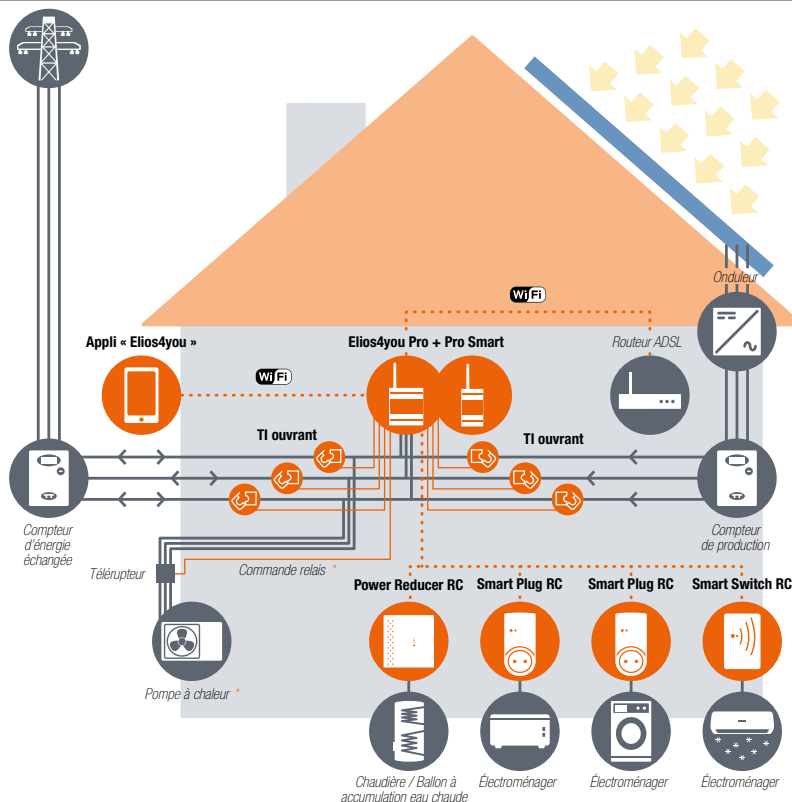 Onduleur
WiFi
Appli « Elios4you »
Elios4you Pro + Pro Smart
Routeur ADSL
WiFi
TI ouvrant
TI ouvrant
Compteur
d'énergie
échangée
Compteur
de production
Télérupteur
Commande relais *
Power Reducer RC
Smart Plug RC
Smart Plug RC
Smart Switch RC
Pompe à chaleur *
Chaudière / Ballon à
accumulation eau chaude
Électroménager
Électroménager
Électroménager